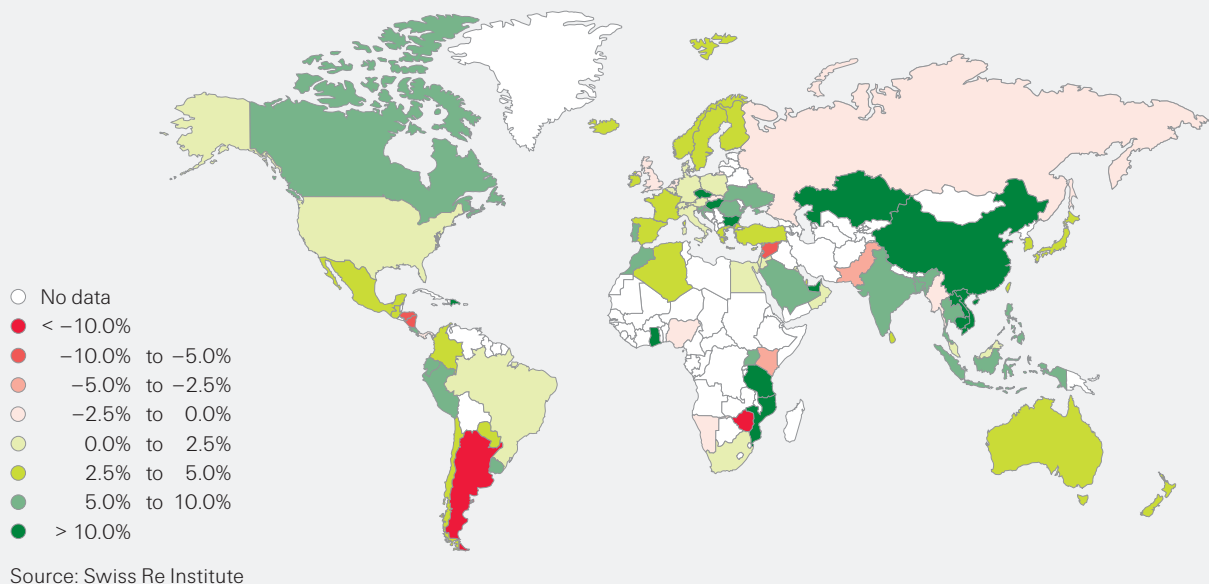 No data
< −10.0%
−10.0% to −5.0%
−5.0% to −2.5%
−2.5% to 0.0%
0.0% to 2.5%
2.5% to 5.0%
5.0% to 10.0%
> 10.0%
Source: Swiss Re Institute